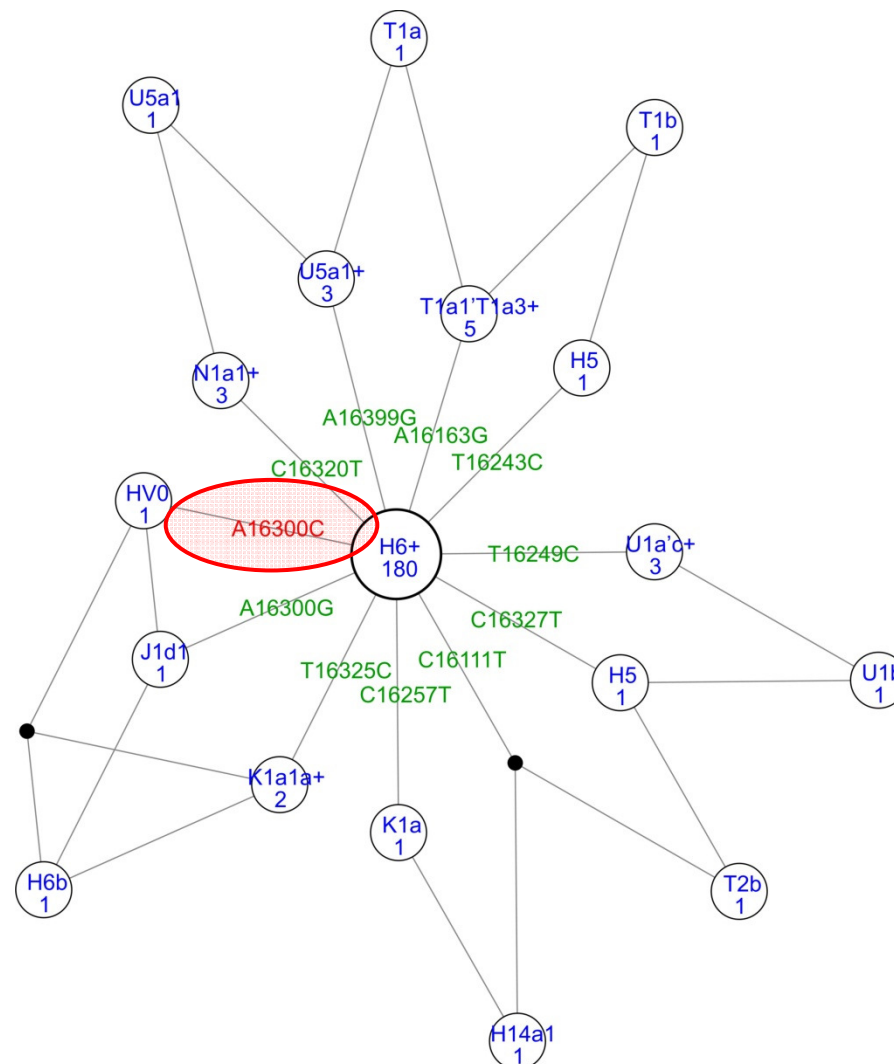 T1a
1
U5a1
1
T1b
1
U5a1+
3
T1a1'T1a3+
5
H5
1
N1a1+
3
A16399G
A16163G
T16243C
C16320T
HV0
1
A16300C
H6+
180
T16249C
U1a'c+
3
A16300G
C16327T
J1d1
1
T16325C
C16257T
C16111T
H5
1
U1b
1
K1a1a+
2
K1a
1
H6b
1
T2b
1
H14a1
1